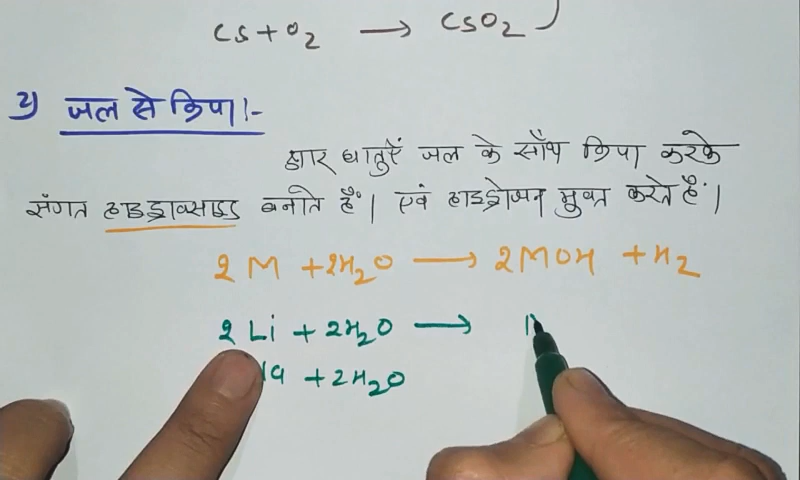 Cs + O2 → CsO2
2) जल से क्रिया :-
क्षार धातुएँ जल के साँथ क्रिया करके
संगत हाइड्राक्साइड बनाते हैं। एवं हाइड्रोजन मुक्त करते हैं।
2M + 2H2O → 2MOH + H2
2Li + 2H2O →
+ 2H2O